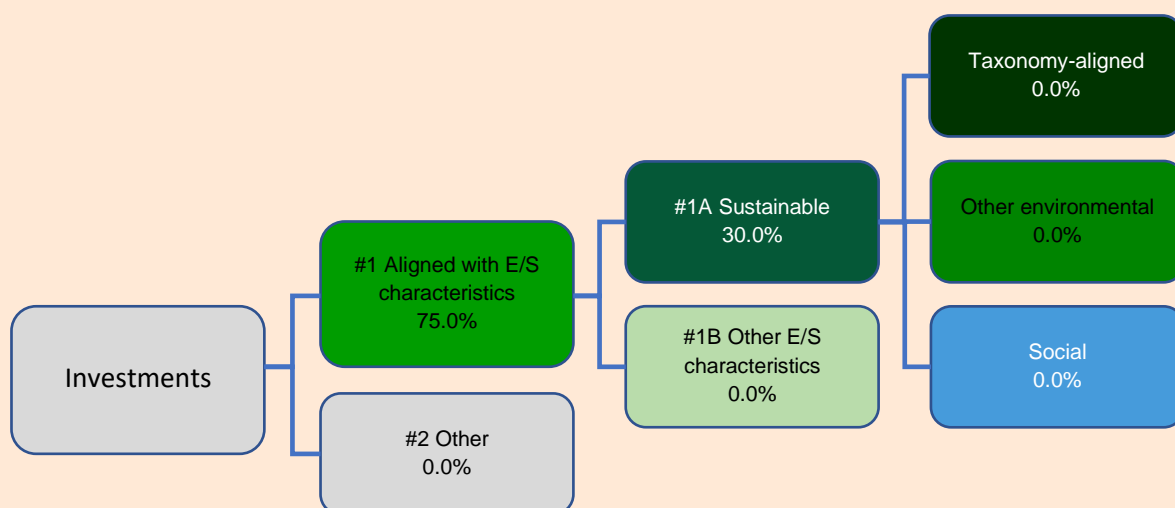 Investments
#1 Aligned with E/S
characteristics
75.0%
#2 Other
0.0%
#1A Sustainable
30.0%
#1B Other E/S
characteristics
0.0%
Taxonomy-aligned
0.0%
Other environmental
0.0%
Social
0.0%